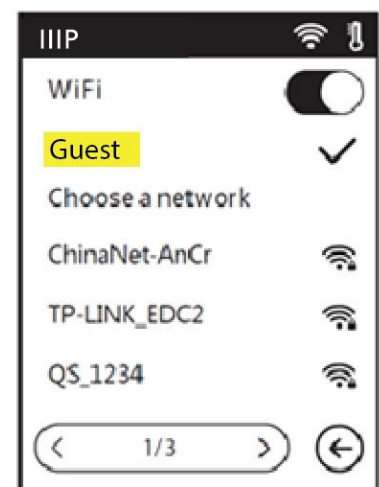 IIIP
WiFi
Guest
Choose a network
ChinaNet-AnCr
TP-LINK_EDC2
QS_1234
1/3